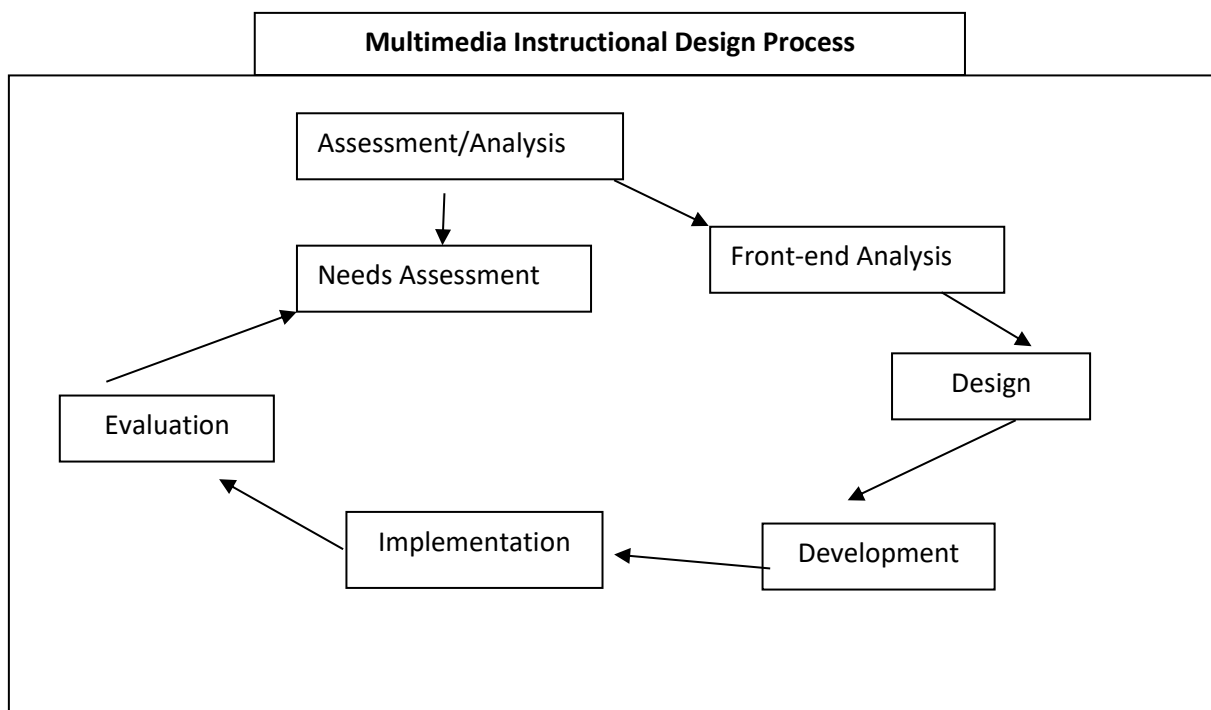 Multimedia Instructional Design Process
Assessment/Analysis
Needs Assessment
Front-end Analysis
Design
Development
Implementation
Evaluation